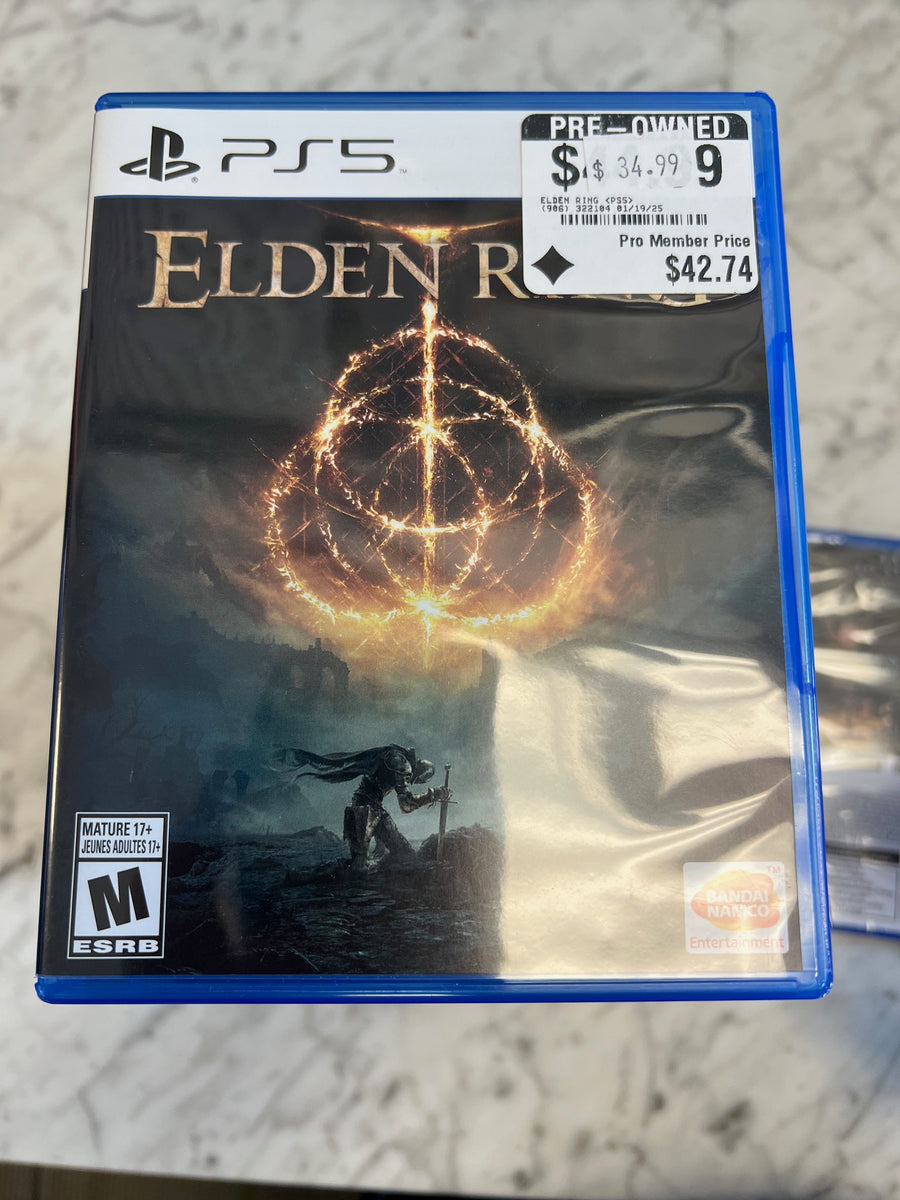 PS5
PRE-OWNED
$ 34.99
ELDEN RING <PS5>
(906) 322104 01/19/25
Pro Member Price
$42.74
ELDEN RING
MATURE 17+
JEUNES ADULTES 17+
M
ESRB
BANDAI
NAMCO
Entertainment